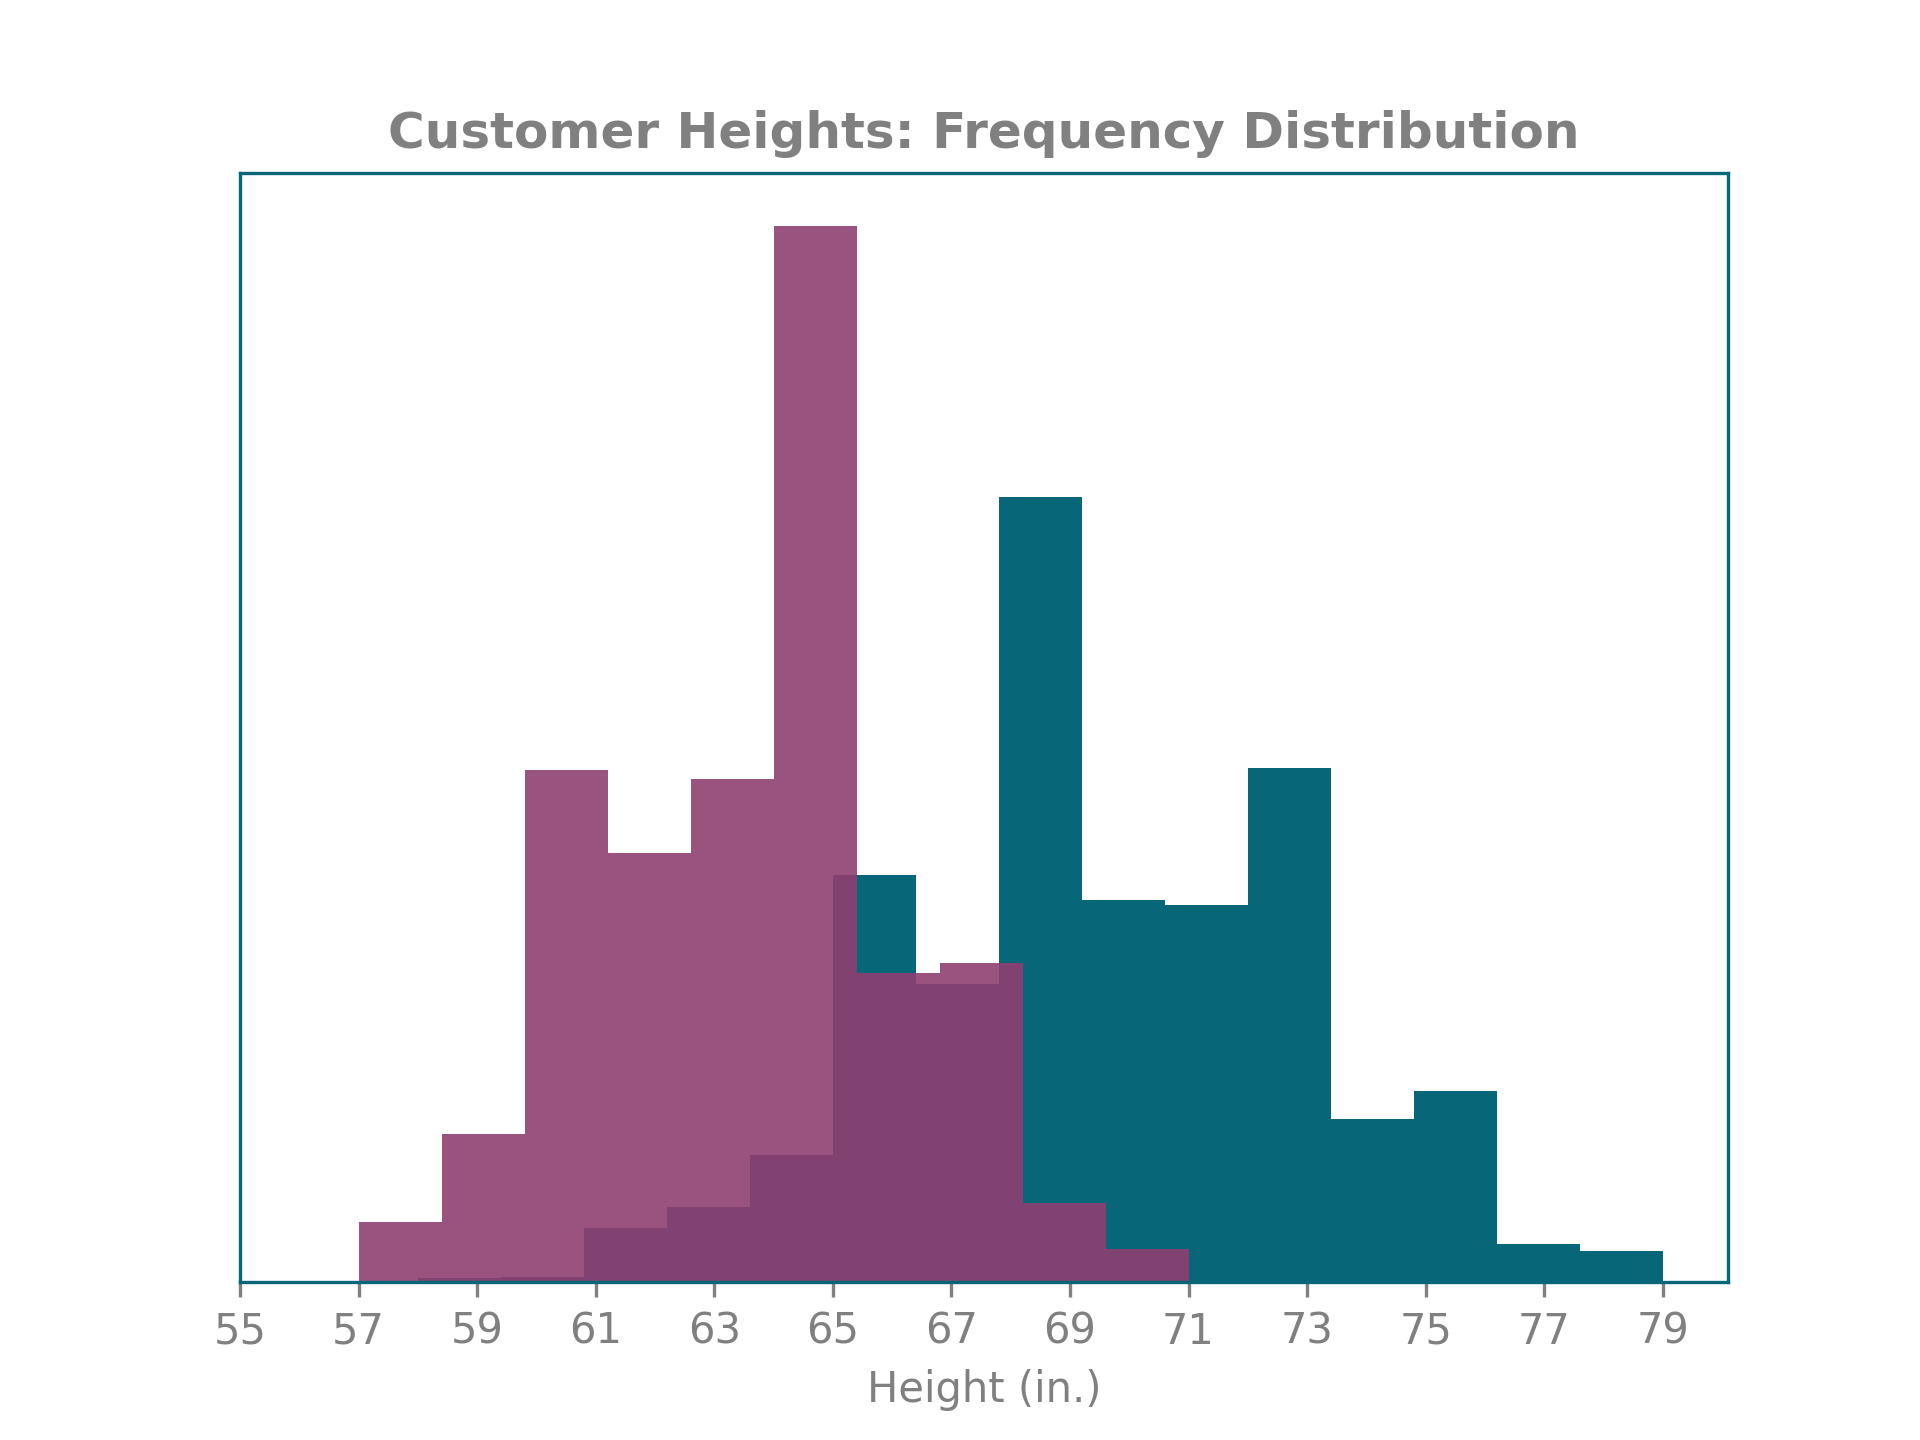 Customer Heights: Frequency Distribution
55 57 59 61 63 65 67 69 71 73 75 77 79
Height (in.)